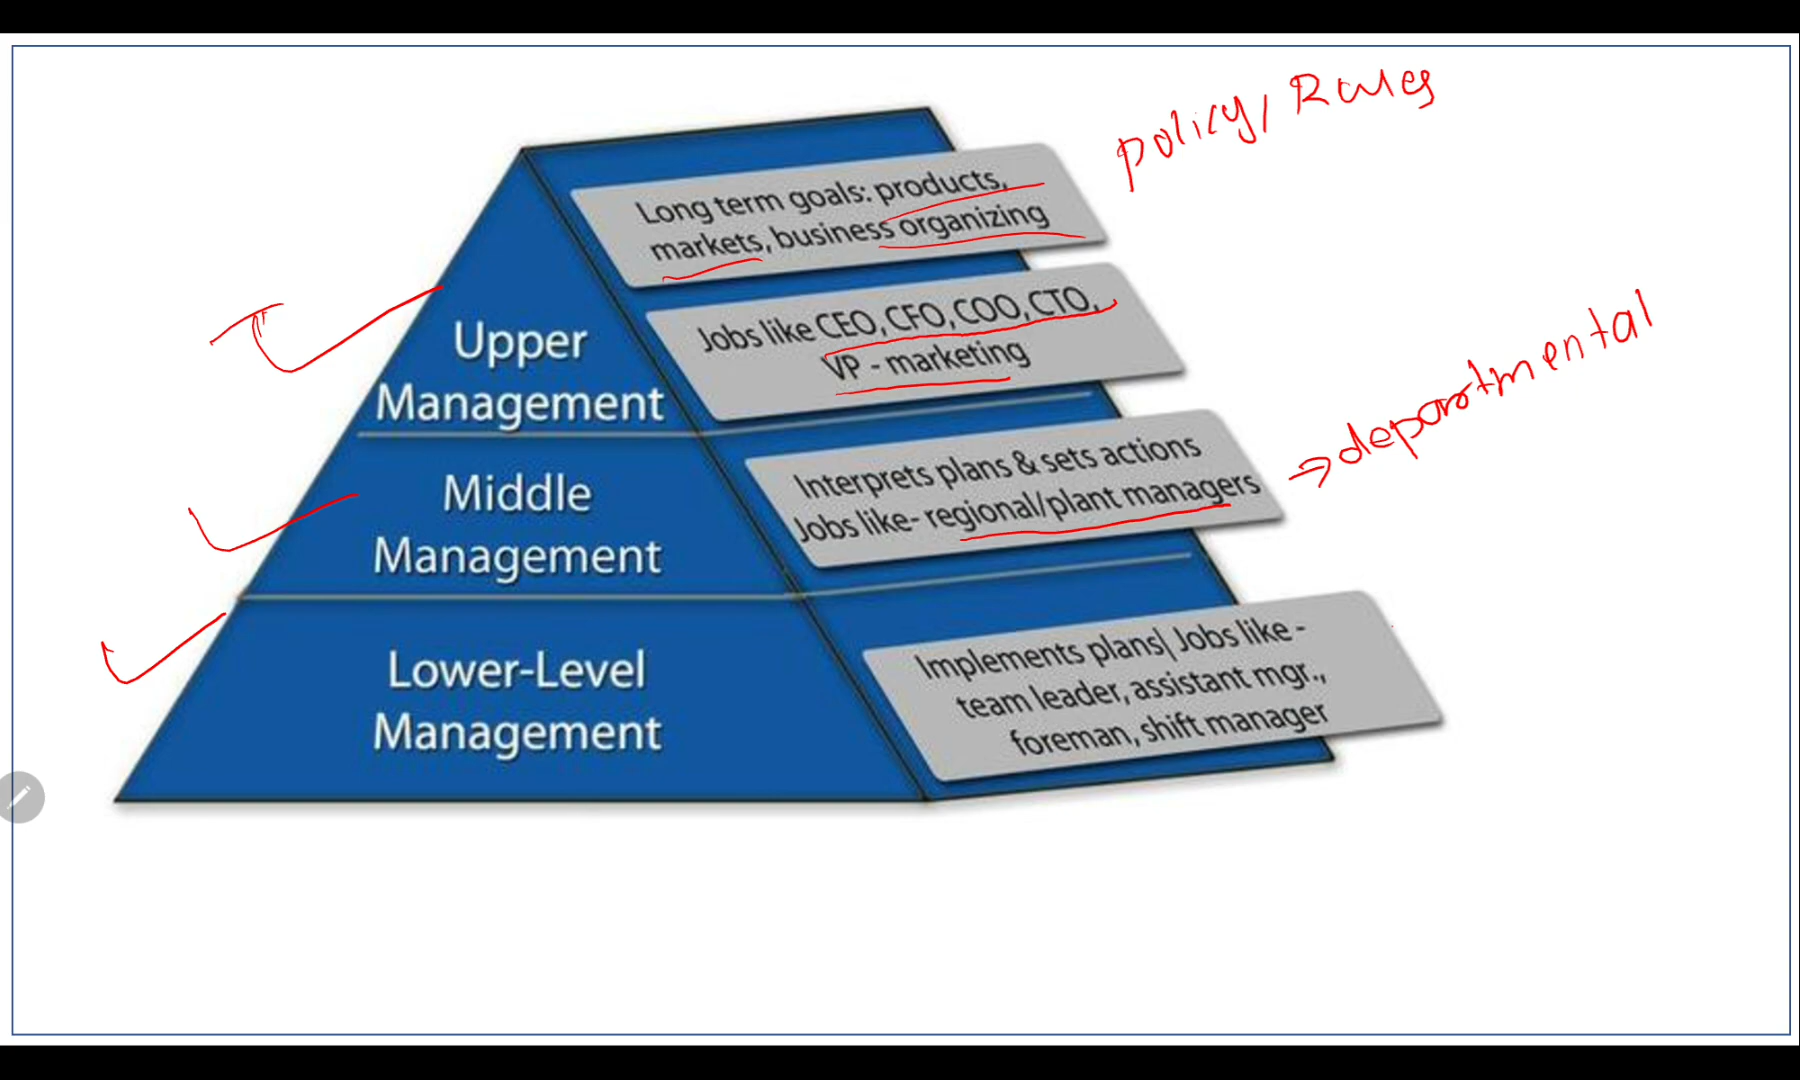 policy/ Rules
Long term goals: products,
markets, business organizing
Jobs like CEO, CFO, COO, CTO,
VP - marketing
Upper
Management
→ departmental
Interprets plans & sets actions
Jobs like- regional/plant managers
Middle
Management
Implements plans| Jobs like -
team leader, assistant mgr.,
foreman, shift manager
Lower-Level
Management